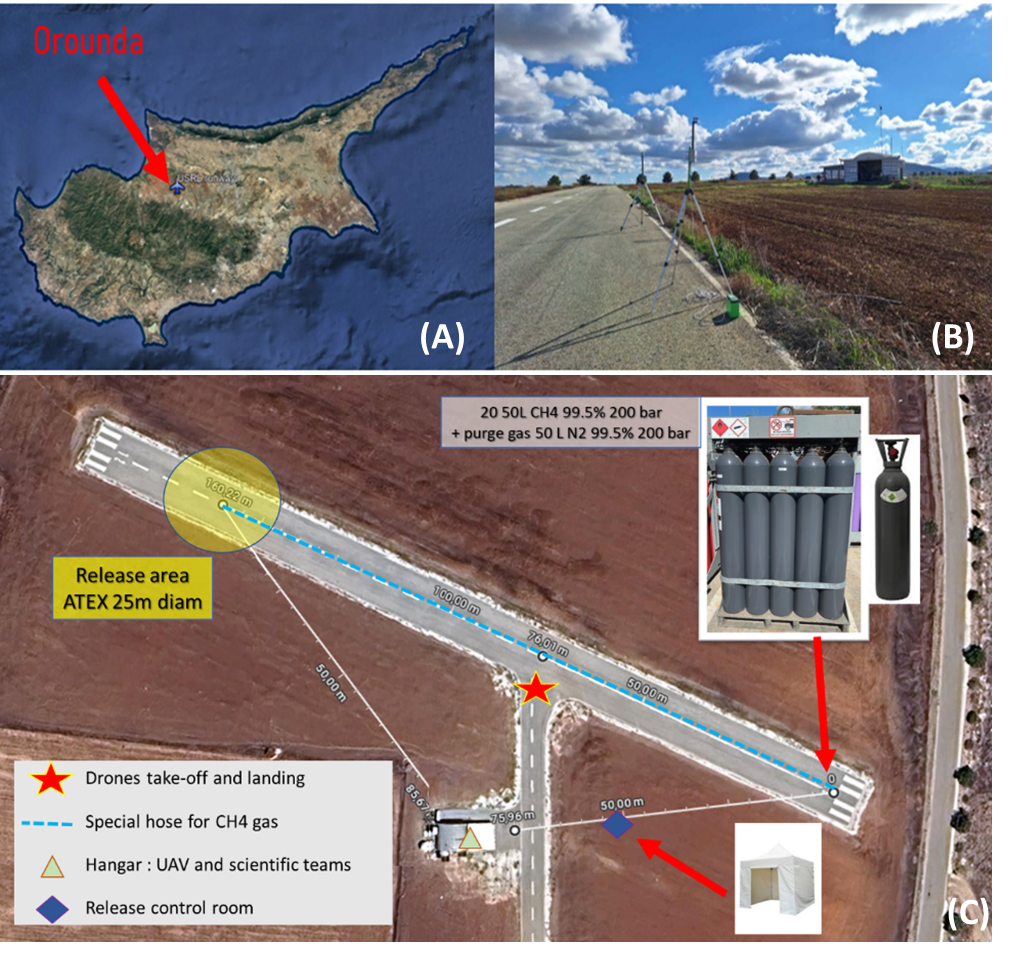 Orounda
(A)
(B)
20 50L CH4 99.5% 200 bar
+ purge gas 50 L N2 99.5% 200 bar
160,22 m
Release area
ATEX 25m diam
100,00 m
76,01 m
50,00 m
50,00 m
0
85,67
50,00 m
75,96 m
Drones take-off and landing
Special hose for CH4 gas
Hangar : UAV and scientific teams
Release control room
(C)